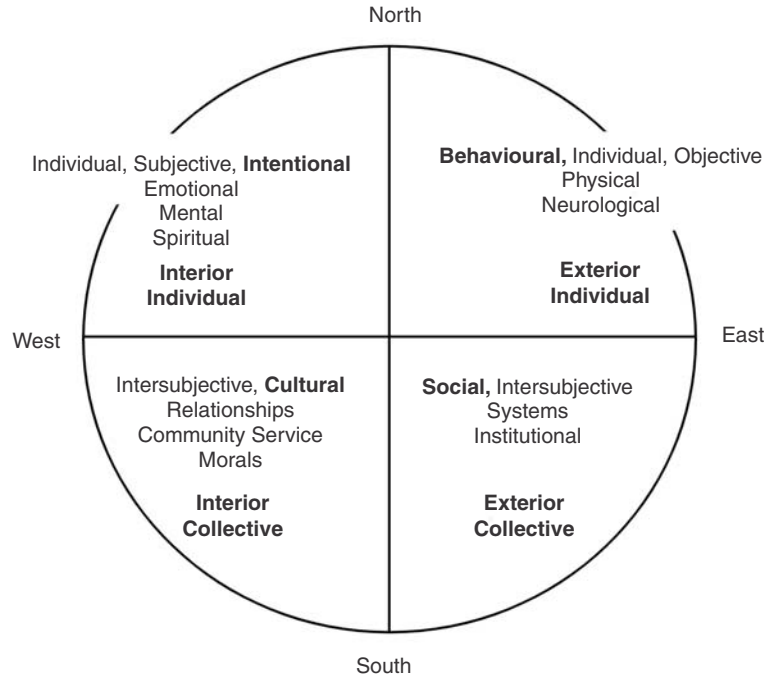 North
Individual, Subjective, Intentional
Emotional
Mental
Spiritual
Interior
Individual
Behavioural, Individual, Objective
Physical
Neurological
Exterior
Individual
West
East
Intersubjective, Cultural
Relationships
Community Service
Morals
Interior
Collective
Social, Intersubjective
Systems
Institutional
Exterior
Collective
South